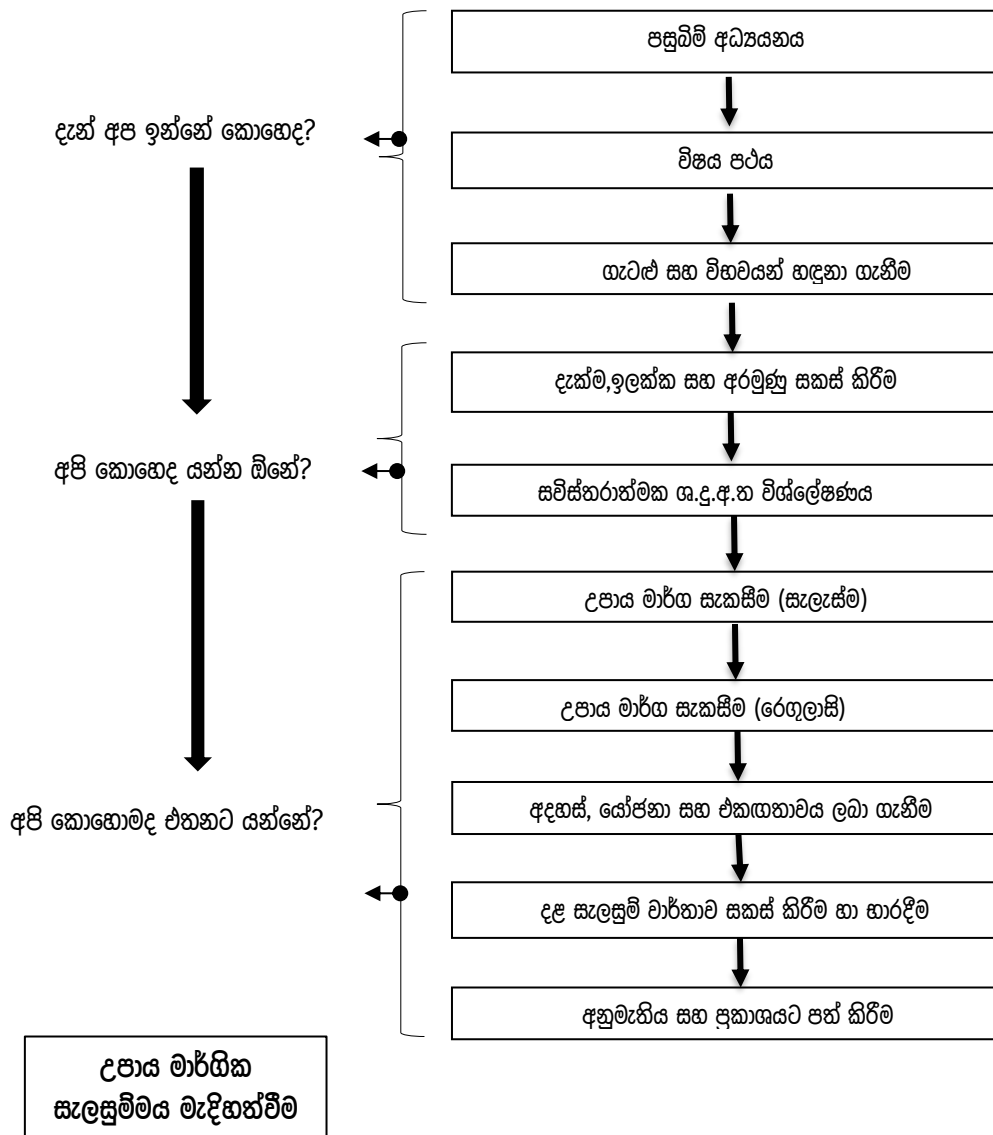 පසුබිම් අධ්‍යයනය
දැන් අප ඉන්නේ කොහෙද?
විෂය පථය
ගැටළු සහ විභවයන් හඳුනා ගැනීම
දැක්ම,ඉලක්ක සහ අරමුණු සකස් කිරීම
අපි කොහෙද යන්න ඕනේ?
සවිස්තරාත්මක ශ.දු.අ.ත විශ්ලේෂණය
උපාය මාර්ග සැකසීම (සැලැස්ම)
උපාය මාර්ග සැකසීම (රෙගුලාසි)
අපි කොහොමද එතනට යන්නේ?
අදහස්, යෝජනා සහ එකඟතාවය ලබා ගැනීම
දළ සැලසුම් වාර්තාව සකස් කිරීම හා භාරදීම
අනුමැතිය සහ ප්‍රකාශයට පත් කිරීම
උපාය මාර්ගික
සැලසුම්මය මැදිහත්වීම